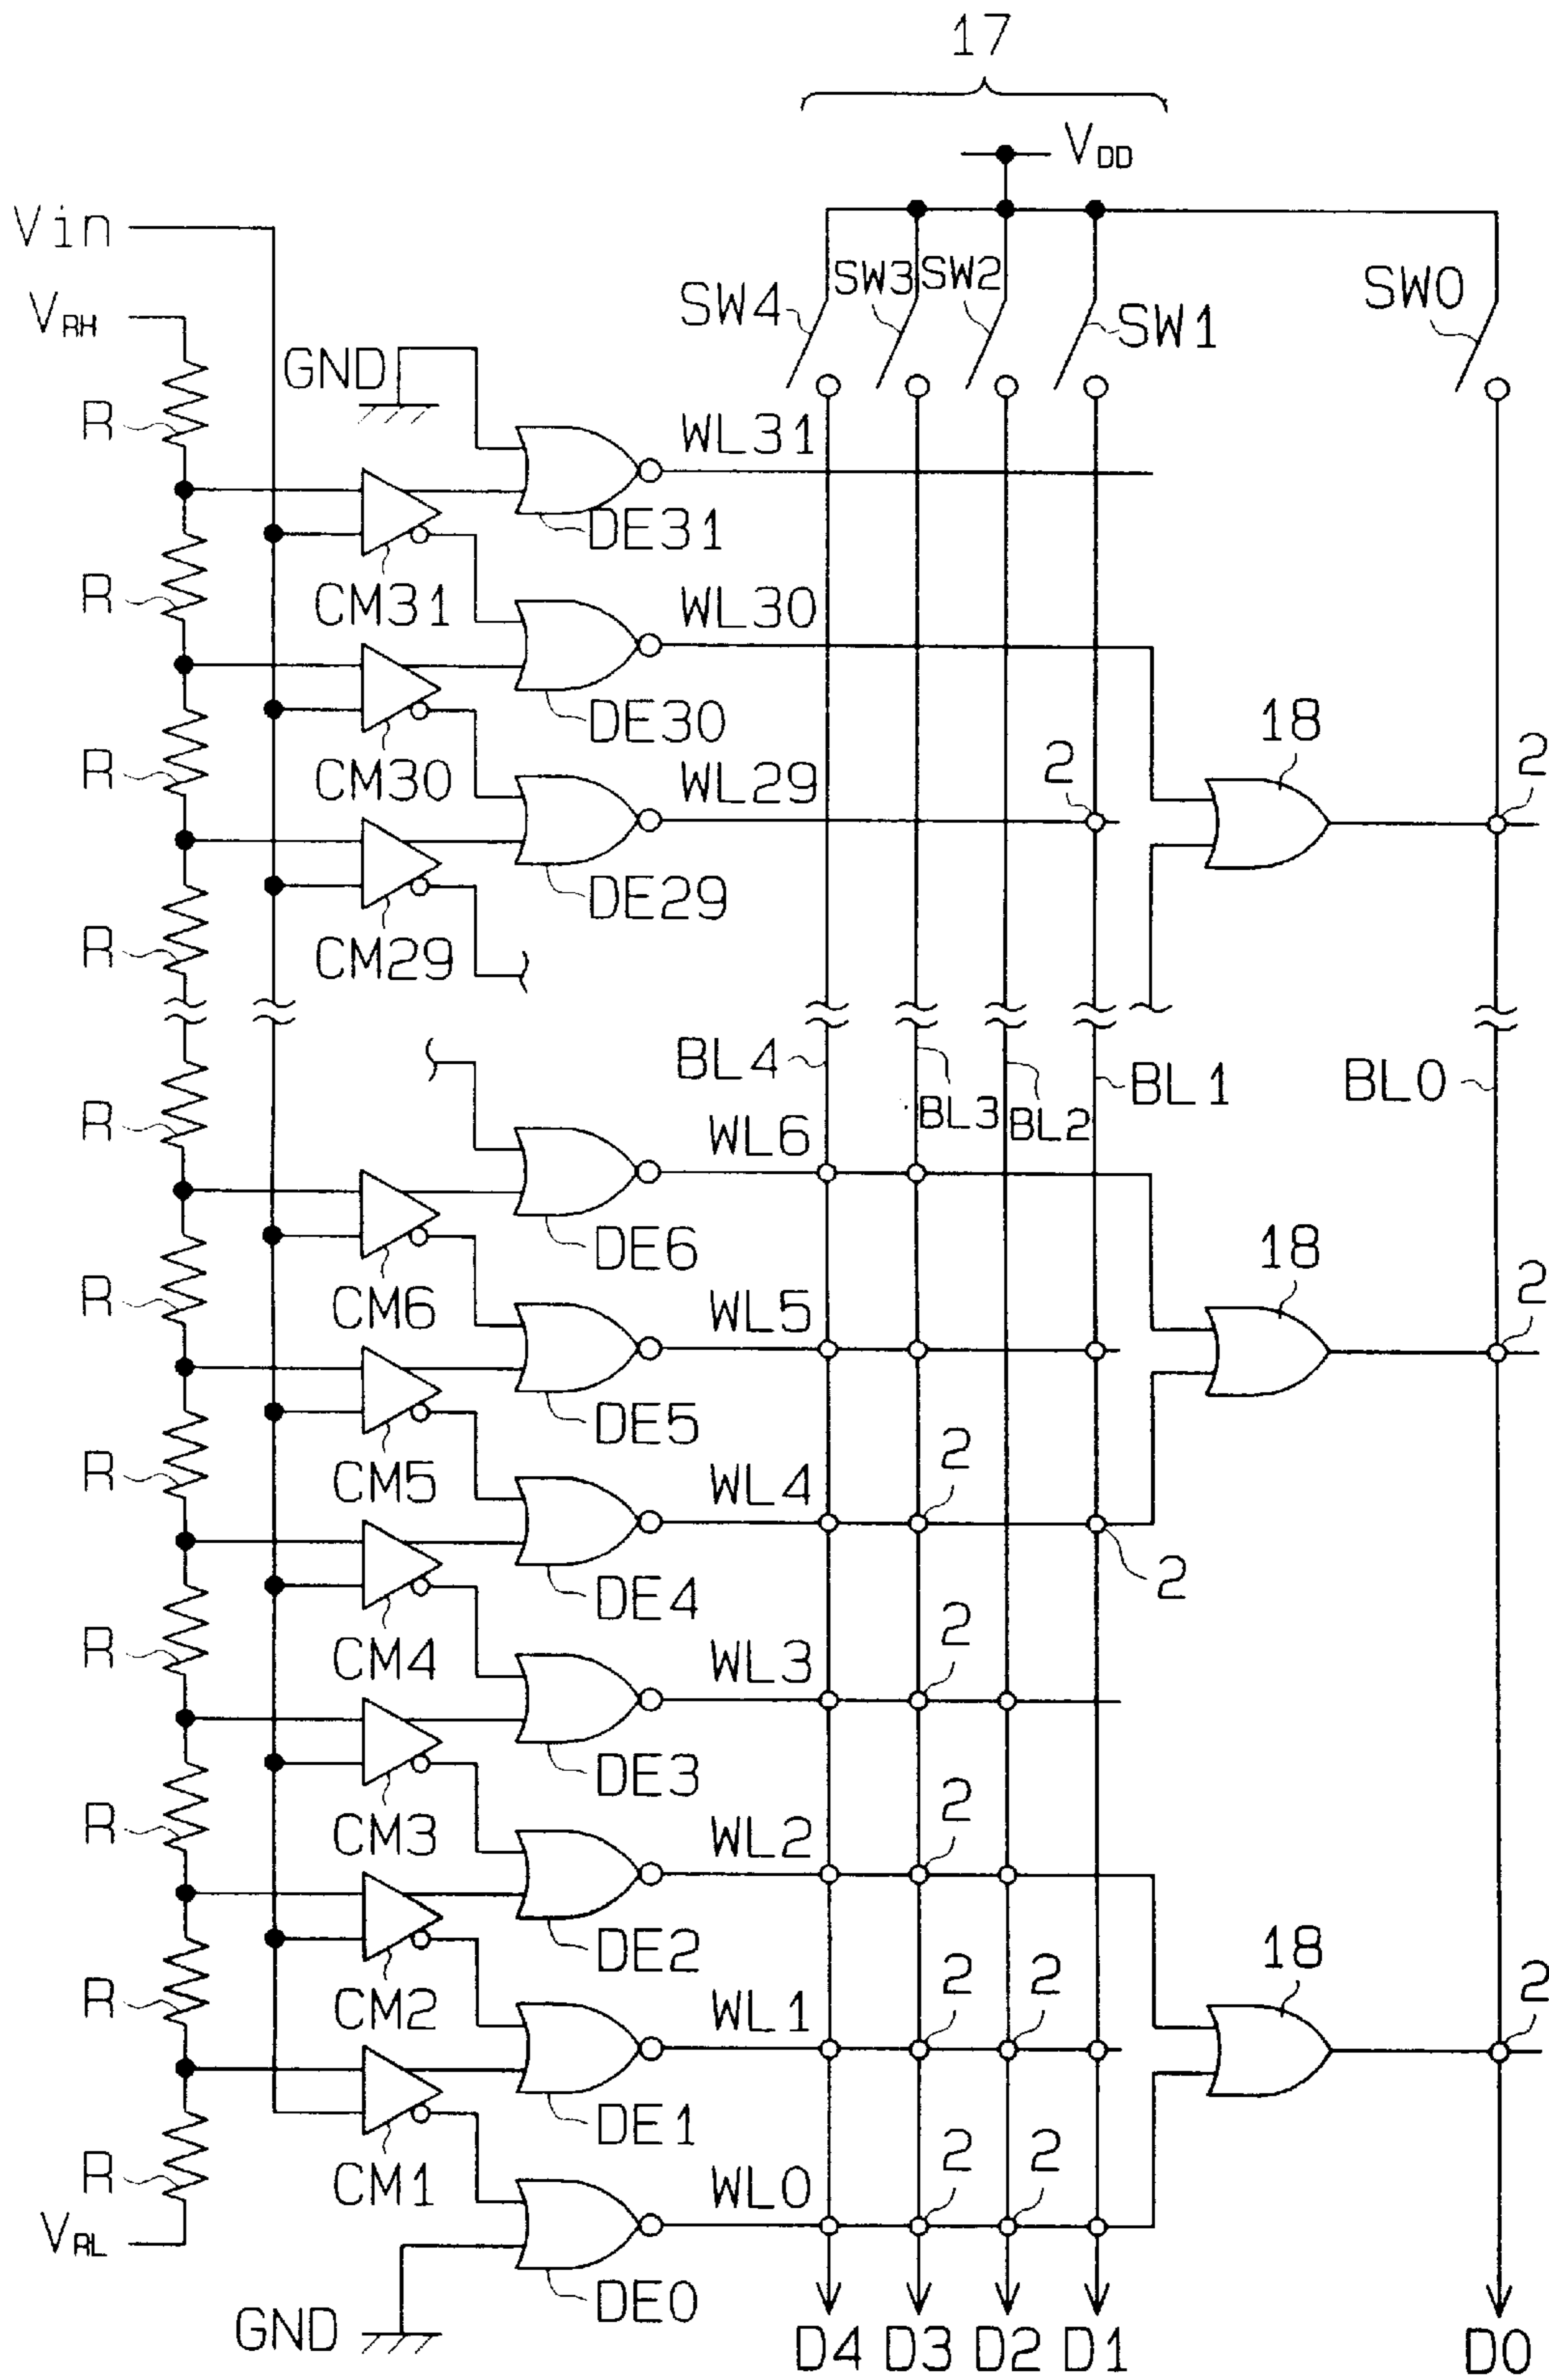 17
VDD
Vin
VRH
SW4
SW3
SW2
SW1
SW0
GND
R
WL31
DE31
CM31
R
WL30
DE30
CM30
R
WL29
2
18
2
DE29
CM29
R
BL4
BL3
BL2
BL1
BL0
R
WL6
DE6
CM6
18
2
R
WL5
DE5
CM5
R
WL4
2
2
DE4
CM4
R
WL3
2
DE3
CM3
R
WL2
2
DE2
CM2
18
2
R
WL1
2
2
DE1
CM1
R
WL0
2
2
VRL
DE0
GND
D4
D3
D2
D1
D0